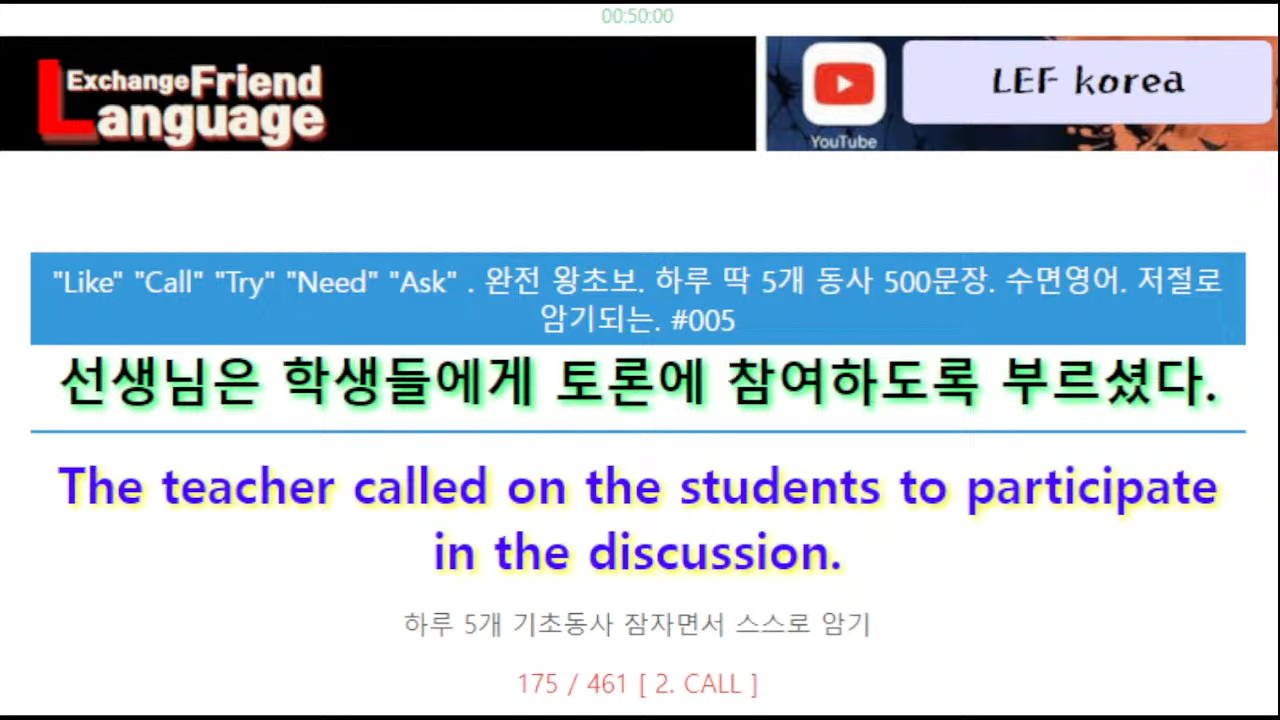 00:50:00
ExchangeFriend
Language
LEF korea
YouTube
"Like" "Call" "Try" "Need" "Ask" . 완전 왕초보. 하루 딱 5개 동사 500문장. 수면영어. 저절로
암기되는. #005
선생님은 학생들에게 토론에 참여하도록 부르셨다.
The teacher called on the students to participate
in the discussion.
하루 5개 기초동사 잠자면서 스스로 암기
175 / 461 [ 2. CALL ]